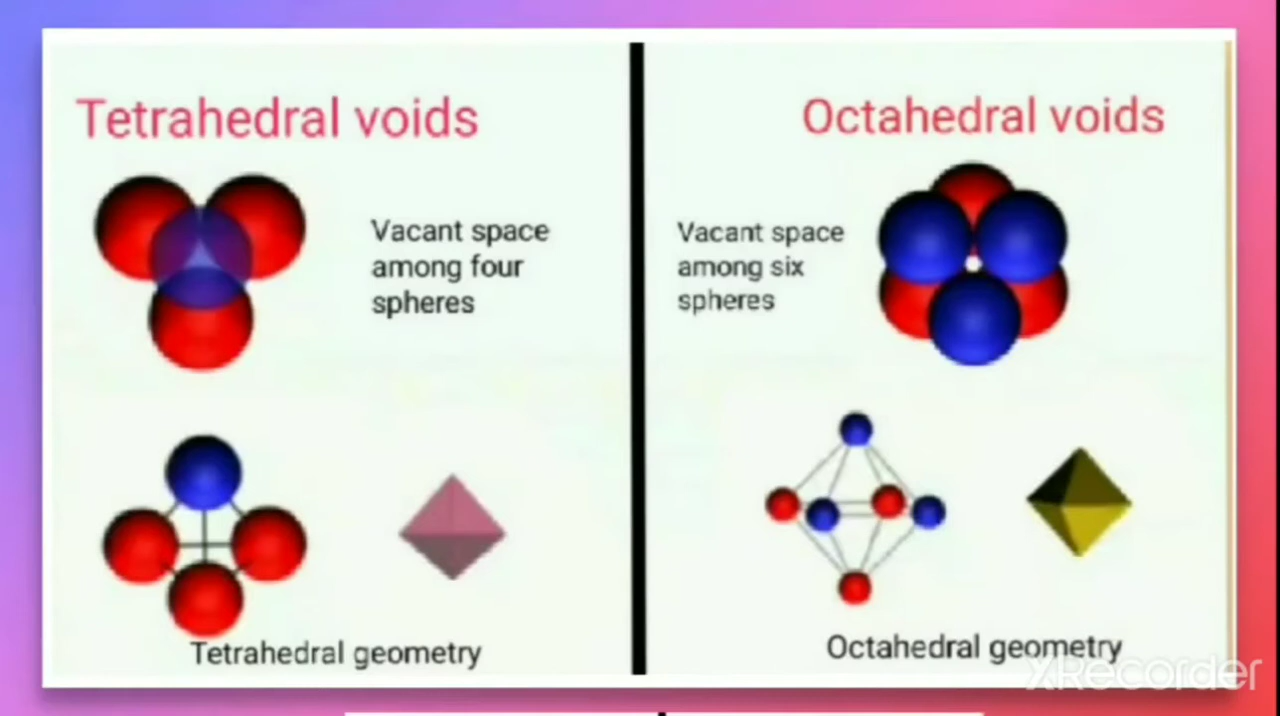 Tetrahedral voids
Vacant space
among four
spheres
Tetrahedral geometry
Octahedral voids
Vacant space
among six
spheres
Octahedral geometry
XRecorder